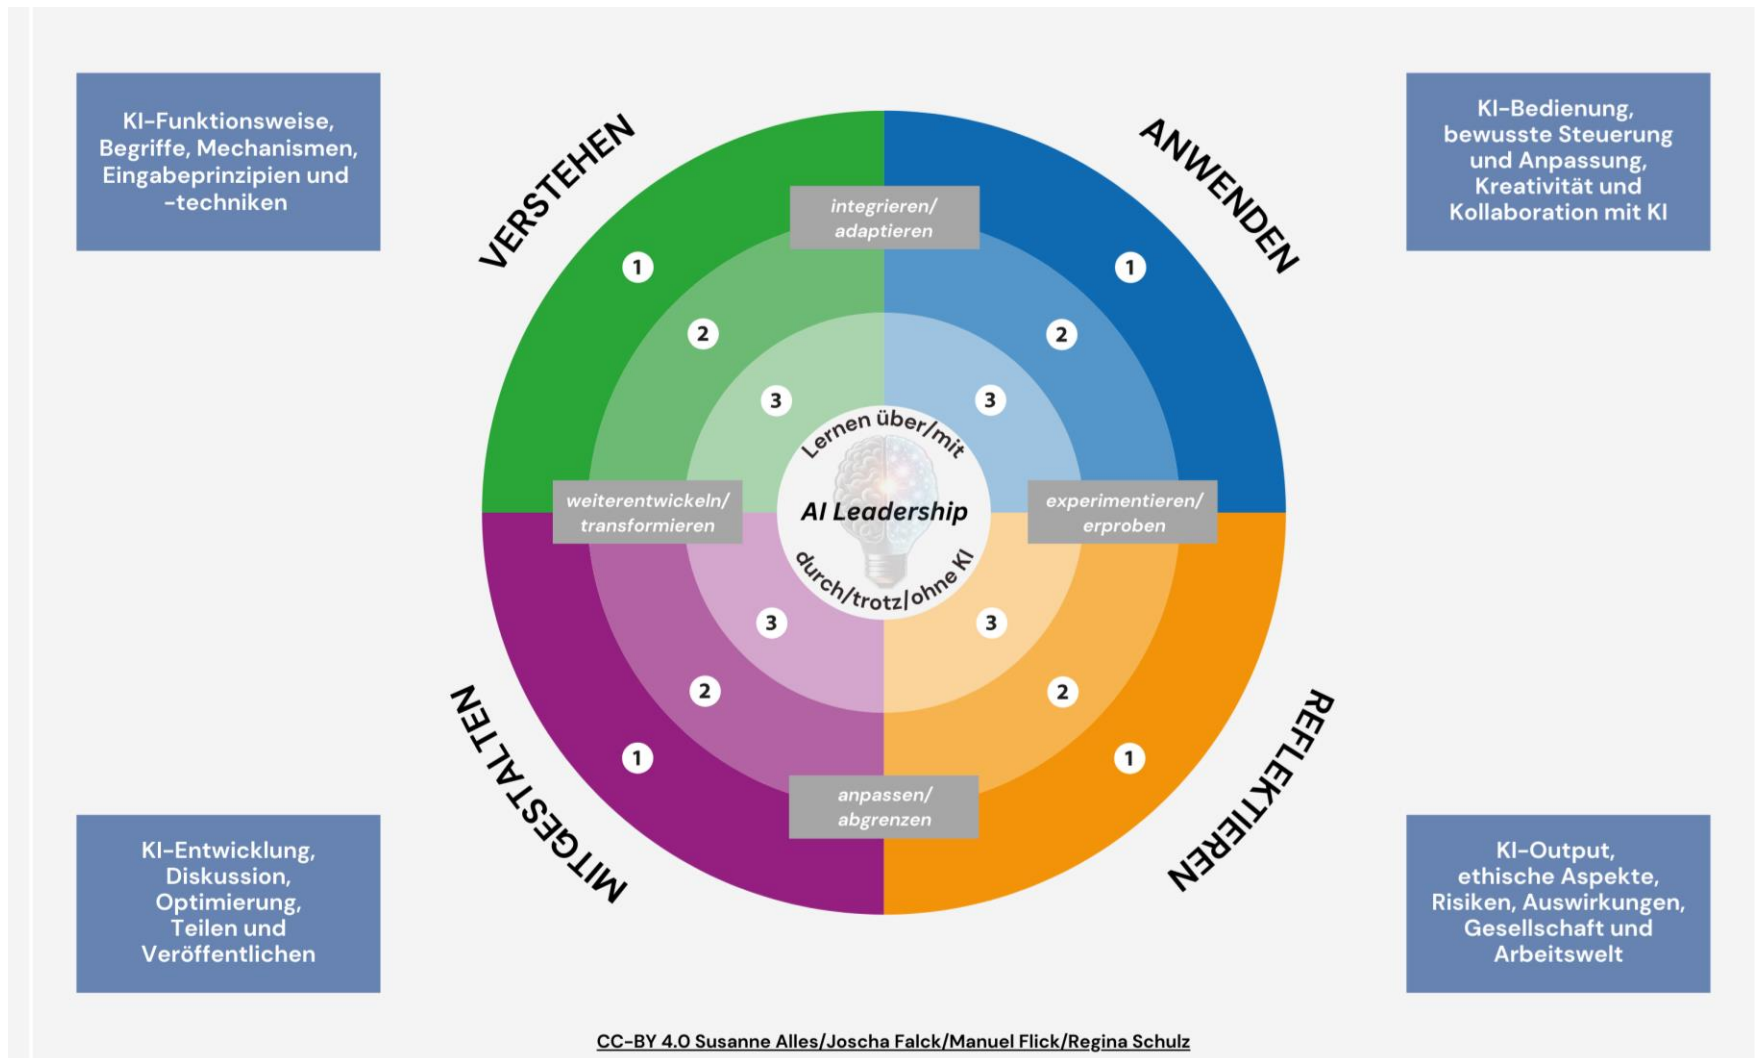 KI-Funktionsweise,
Begriffe, Mechanismen,
Eingabeprinzipien und
-techniken
VERSTEHEN
ANWENDEN
KI-Bedienung,
bewusste Steuerung
und Anpassung,
Kreativität und
Kollaboration mit KI
integrieren/
adaptieren
1
1
2
2
3
3
Lernen über/mit
weiterentwickeln/
transformieren
AI Leadership
experimentieren/
erproben
durch/trotz/ohne KI
3
3
2
2
1
1
anpassen/
abgrenzen
MITGESTALTEN
REFLEKTIEREN
KI-Entwicklung,
Diskussion,
Optimierung,
Teilen und
Veröffentlichen
KI-Output,
ethische Aspekte,
Risiken, Auswirkungen,
Gesellschaft und
Arbeitswelt
CC-BY 4.0 Susanne Alles/Joscha Falck/Manuel Flick/Regina Schulz